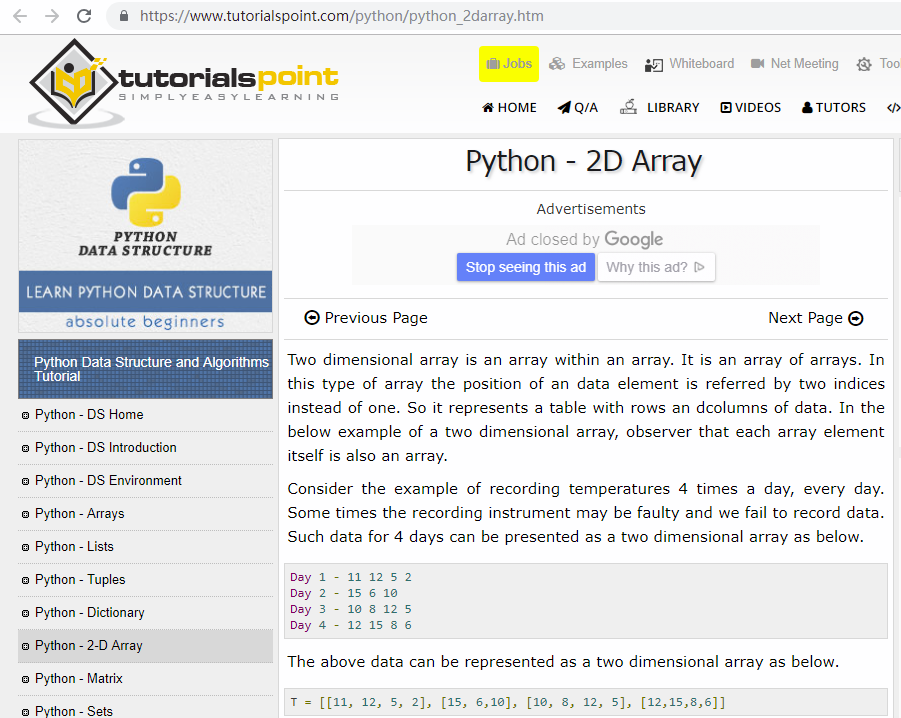 https://www.tutorialspoint.com/python/python_2darray.htm
tutorialspoint
SIMPLYEASYLEARNING
Jobs Examples Whiteboard Net Meeting
HOME Q/A LIBRARY VIDEOS TUTORS </
PYTHON
DATA STRUCTURE
LEARN PYTHON DATA STRUCTURE
absolute beginners
Python Data Structure and Algorithms
Tutorial
Python - DS Home
Python - DS Introduction
Python - DS Environment
Python - Arrays
Python - Lists
Python - Tuples
Python - Dictionary
Python - 2-D Array
Python - Matrix
Python - Sets
Python - 2D Array
Advertisements
Ad closed by Google
Stop seeing this ad Why this ad?
Previous Page Next Page
Two dimensional array is an array within an array. It is an array of arrays. In
this type of array the position of an data element is referred by two indices
instead of one. So it represents a table with rows an dcolumns of data. In the
below example of a two dimensional array, observer that each array element
itself is also an array.
Consider the example of recording temperatures 4 times a day, every day.
Some times the recording instrument may be faulty and we fail to record data.
Such data for 4 days can be presented as a two dimensional array as below.
Day 1 - 11 12 5 2
Day 2 - 15 6 10
Day 3 - 10 8 12 5
Day 4 - 12 15 8 6
The above data can be represented as a two dimensional array as below.
T = [[11, 12, 5, 2], [15, 6,10], [10, 8, 12, 5], [12,15,8,6]]